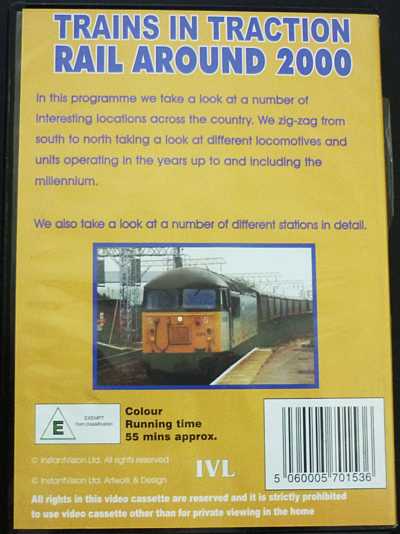 TRAINS IN TRACTION
RAIL AROUND 2000
In this programme we take a look at a number of
interesting locations across the country. We zig-zag from
south to north taking a look at different locomotives and
units operating in the years up to and including the
millennium.
We also take a look at a number of different stations in detail.
E
EXEMPT
from classification
Colour
Running time
55 mins approx.
© InstantVision Ltd. All rights reserved
© InstantVision Ltd. Artwork & Design
IVL
5 060005 701536
All rights in this video cassette are reserved and it is strictly prohibited
to use video cassette other than for private viewing in the home